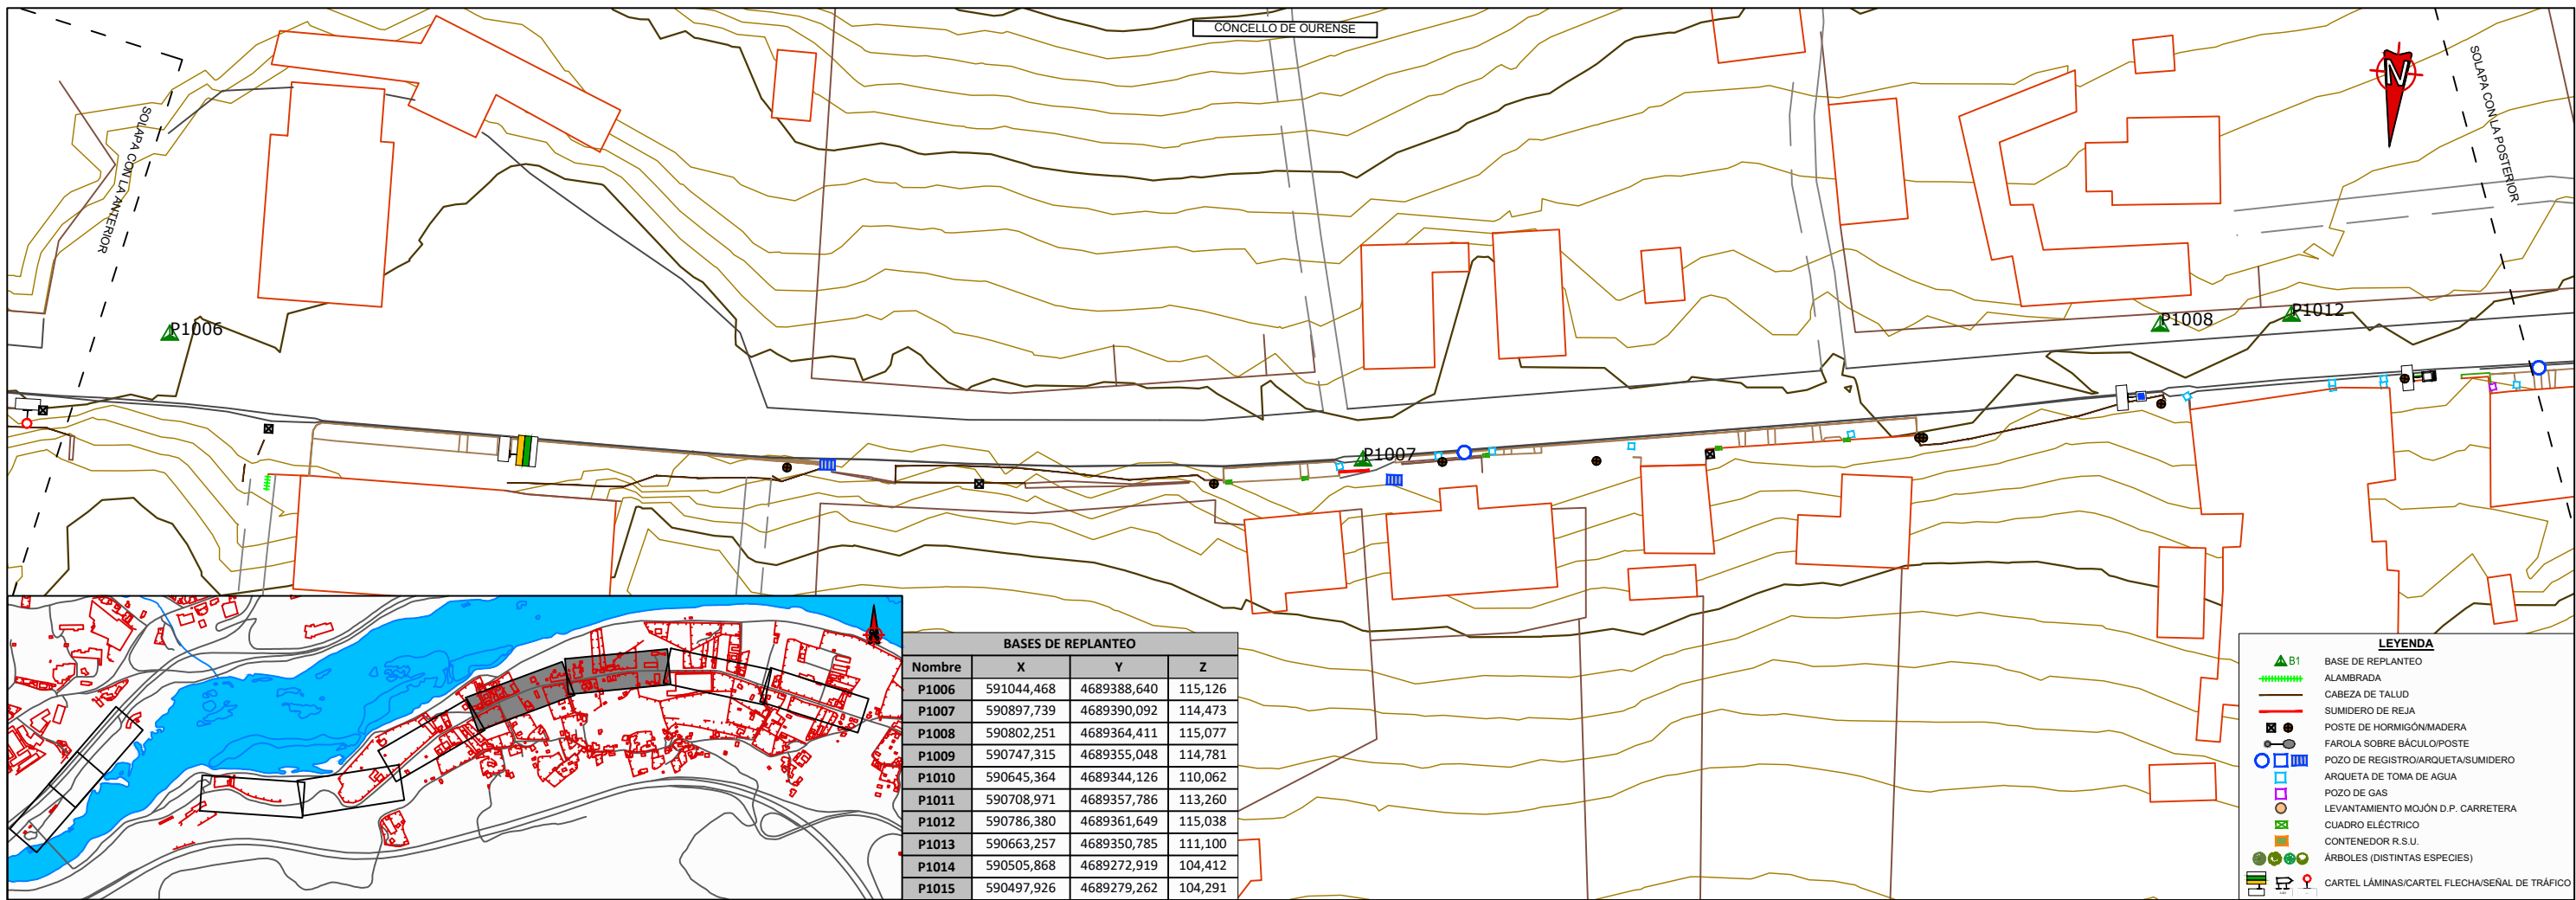 CONCELLO DE OURENSE
SOLAPA CON LA ANTERIOR
SOLAPA CON LA POSTERIOR
N
P1006
P1007
P1008
P1012
BASES DE REPLANTEO
Nombre X Y Z
P1006 591044,468 4689388,640 115,126
P1007 590897,739 4689390,092 114,473
P1008 590802,251 4689364,411 115,077
P1009 590747,315 4689355,048 114,781
P1010 590645,364 4689344,126 110,062
P1011 590708,971 4689357,786 113,260
P1012 590786,380 4689361,649 115,038
P1013 590663,257 4689350,785 111,100
P1014 590505,868 4689272,919 104,412
P1015 590497,926 4689279,262 104,291
LEYENDA
B1 BASE DE REPLANTEO
ALAMBRADA
CABEZA DE TALUD
SUMIDERO DE REJA
POSTE DE HORMIGÓN/MADERA
FAROLA SOBRE BÁCULO/POSTE
POZO DE REGISTRO/ARQUETA/SUMIDERO
ARQUETA DE TOMA DE AGUA
POZO DE GAS
LEVANTAMIENTO MOJÓN D.P. CARRETERA
CUADRO ELÉCTRICO
CONTENEDOR R.S.U.
ÁRBOLES (DISTINTAS ESPECIES)
CARTEL LÁMINAS/CARTEL FLECHA/SEÑAL DE TRÁFICO